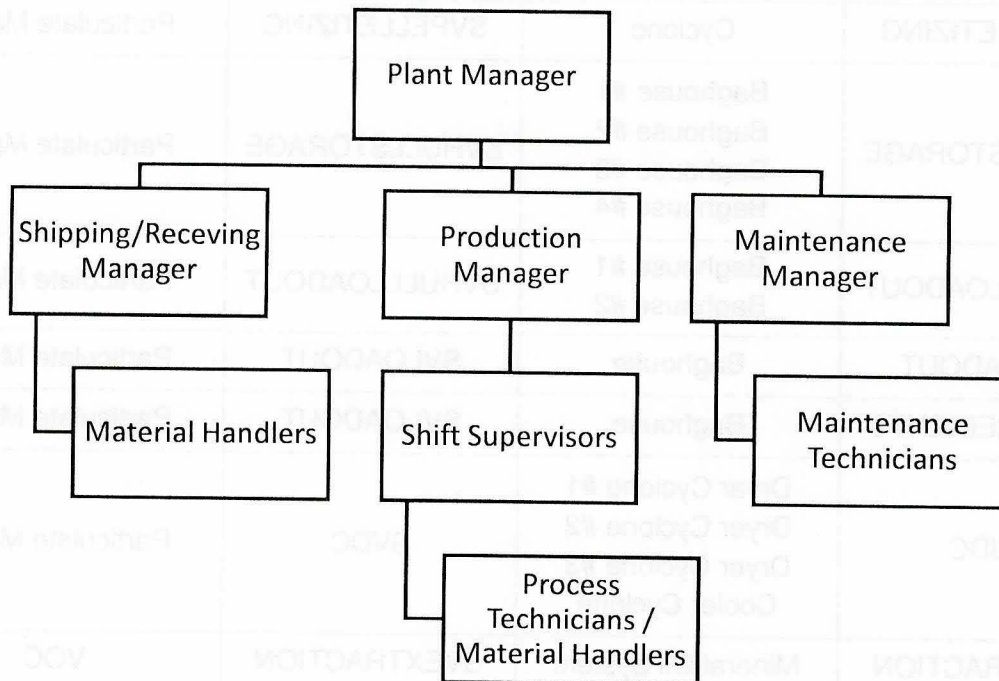 Plant Manager
Shipping/Receving
Manager
Production
Manager
Maintenance
Manager
Material Handlers
Shift Supervisors
Maintenance
Technicians
Process
Technicians /
Material Handlers